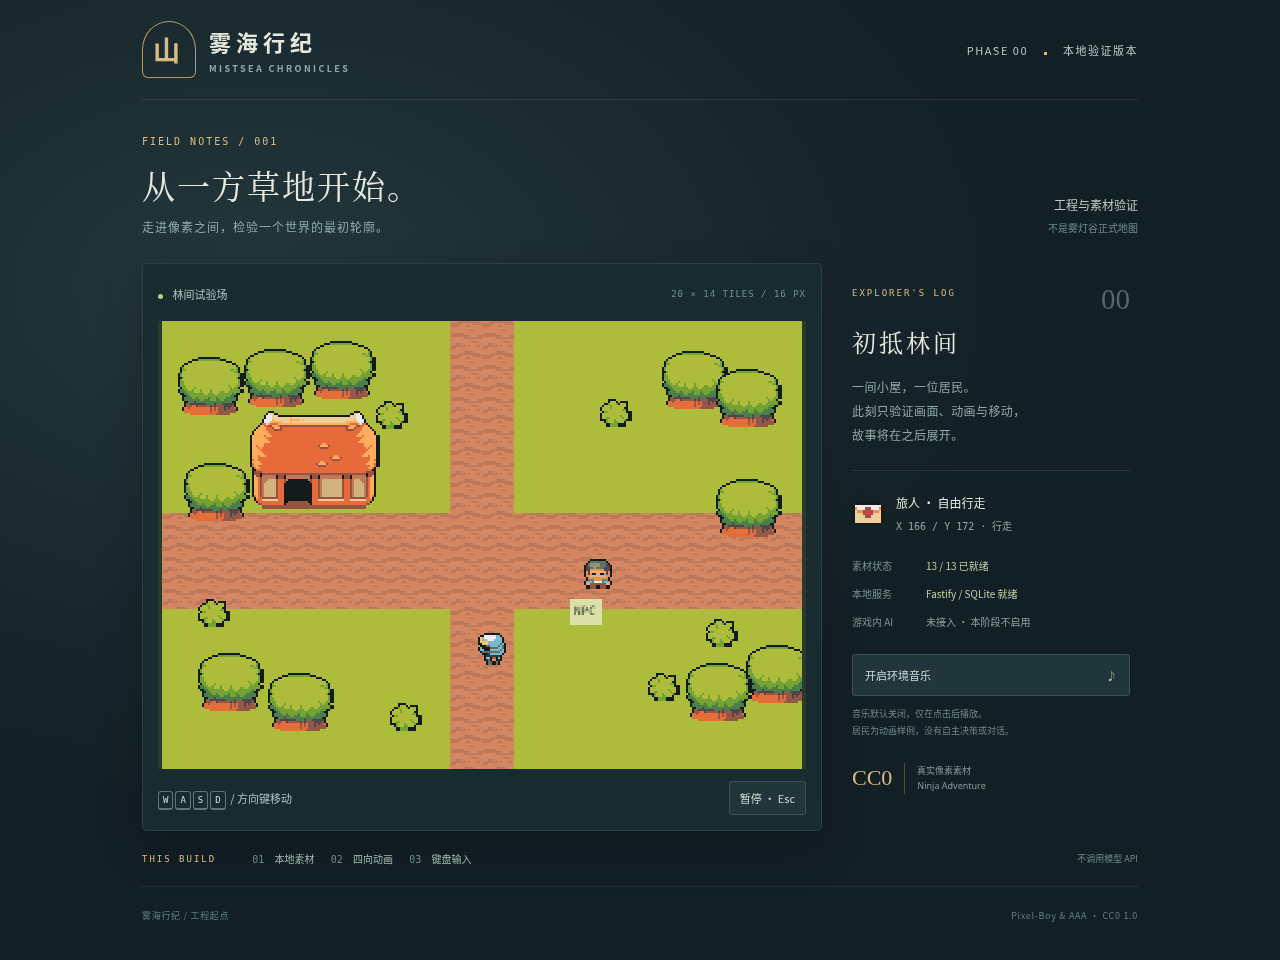 山
雾海行纪
MISTSEA CHRONICLES
PHASE 00 • 本地验证版本
FIELD NOTES / 001
从一方草地开始。
走进像素之间，检验一个世界的最初轮廓。
工程与素材验证
不是雾灯谷正式地图
林间试验场
20 × 14 TILES / 16 PX
NPC
W A S D / 方向键移动
暂停 · Esc
EXPLORER'S LOG
00
初抵林间
一间小屋，一位居民。
此刻只验证画面、动画与移动，
故事将在之后展开。
旅人 · 自由行走
X 166 / Y 172 · 行走
素材状态 13 / 13 已就绪
本地服务 Fastify / SQLite 就绪
游戏内 AI 未接入 · 本阶段不启用
开启环境音乐 ♪
音乐默认关闭，仅在点击后播放。
居民为动画样例，没有自主决策或对话。
CC0
真实像素素材
Ninja Adventure
THIS BUILD 01 本地素材 02 四向动画 03 键盘输入
不调用模型 API
雾海行纪 / 工程起点
Pixel-Boy & AAA · CC0 1.0